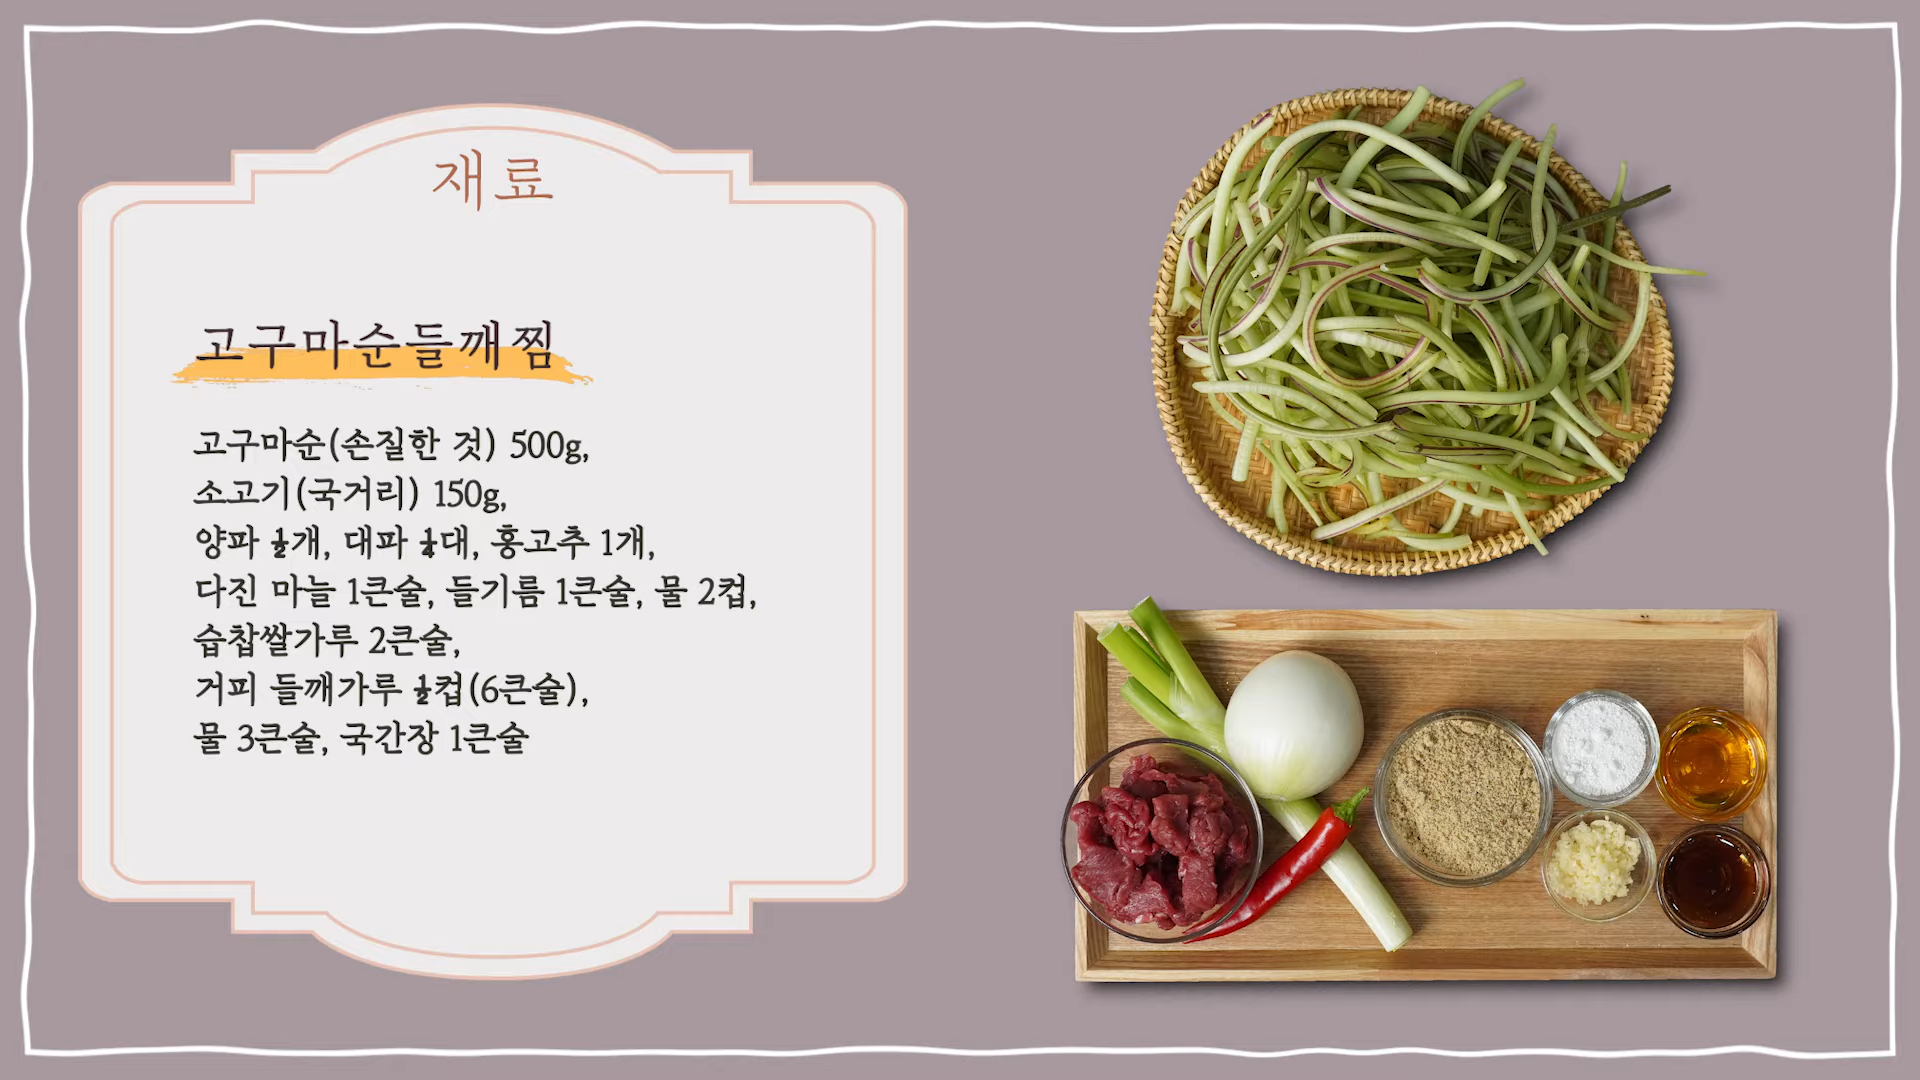 재료
고구마순들깨찜
고구마순(손질한 것) 500g,
소고기(국거리) 150g,
양파 ½개, 대파 ½대, 홍고추 1개,
다진 마늘 1큰술, 들기름 1큰술, 물 2컵,
습찹쌀가루 2큰술,
거피 들깨가루 ½컵(6큰술),
물 3큰술, 국간장 1큰술